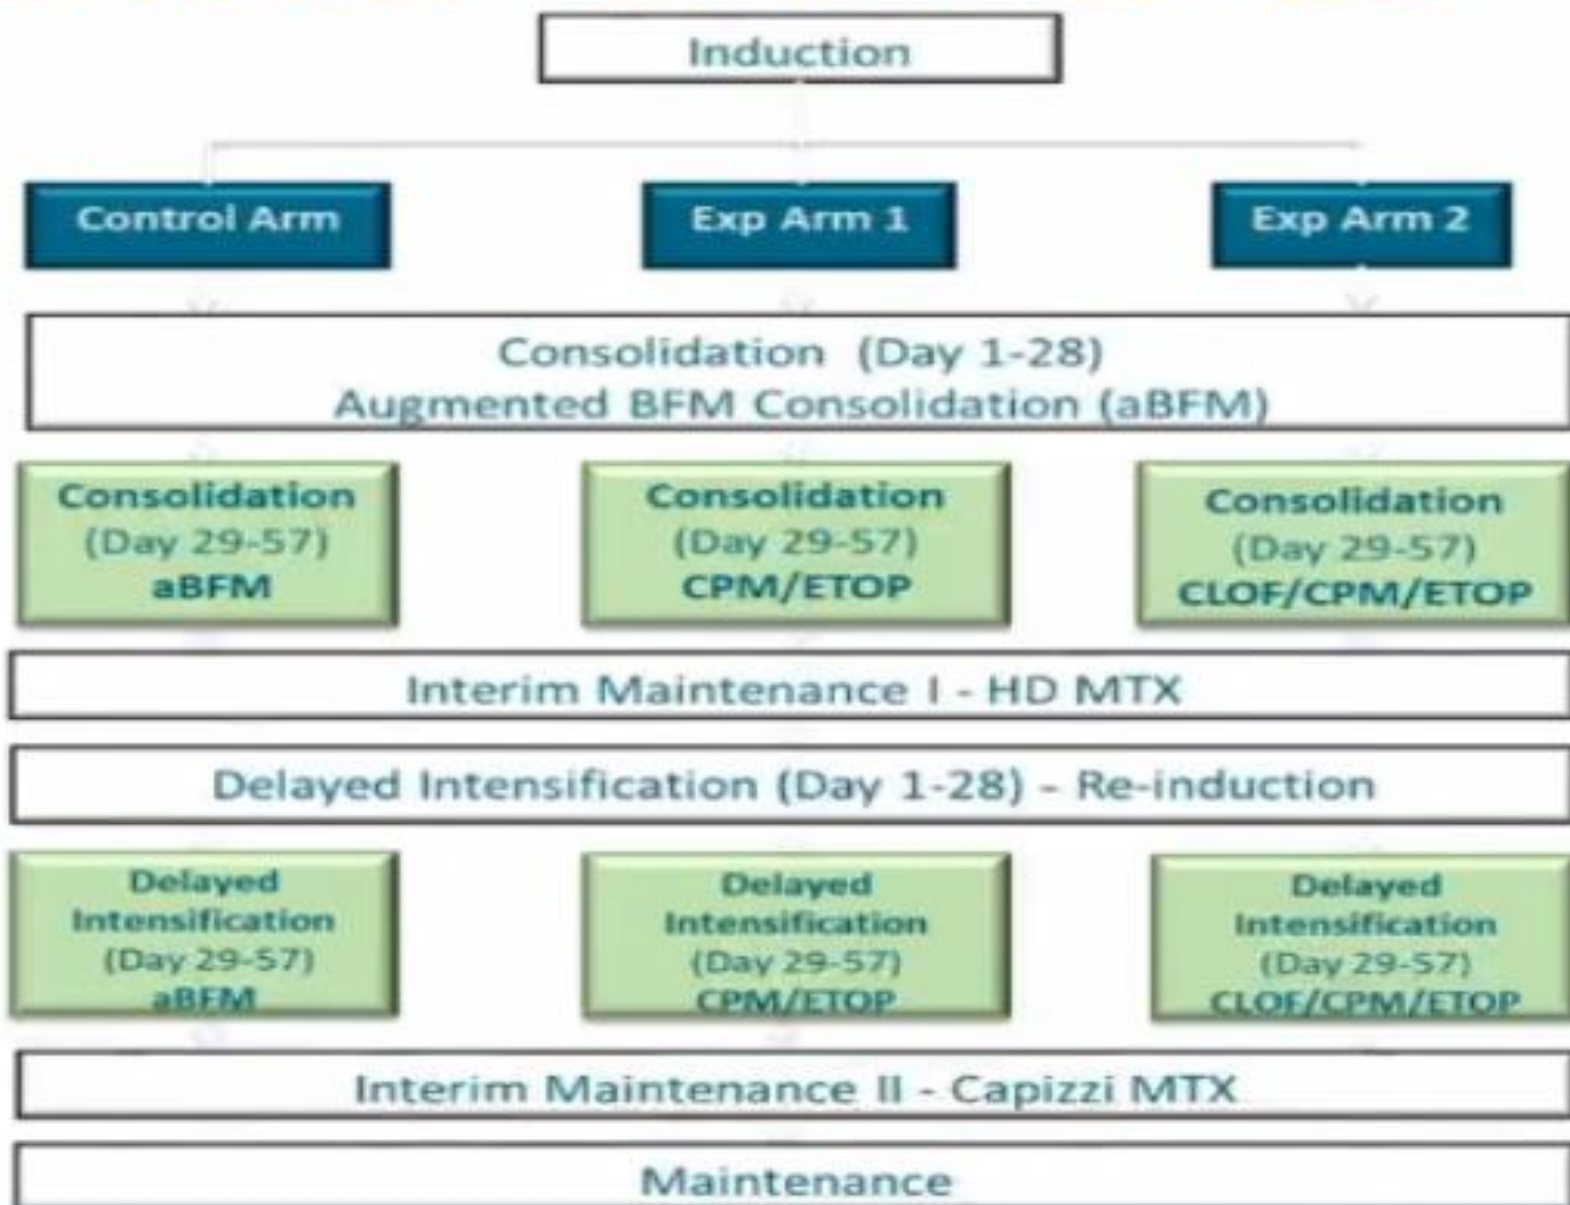 Induction
Control Arm
Exp Arm 1
Exp Arm 2
Consolidation (Day 1-28)
Augmented BFM Consolidation (aBFM)
Consolidation
(Day 29-57)
aBFM
Consolidation
(Day 29-57)
CPM/ETOP
Consolidation
(Day 29-57)
CLOF/CPM/ETOP
Interim Maintenance I - HD MTX
Delayed Intensification (Day 1-28) - Re-induction
Delayed
Intensification
(Day 29-57)
aBFM
Delayed
Intensification
(Day 29-57)
CPM/ETOP
Delayed
Intensification
(Day 29-57)
CLOF/CPM/ETOP
Interim Maintenance II - Capizzi MTX
Maintenance